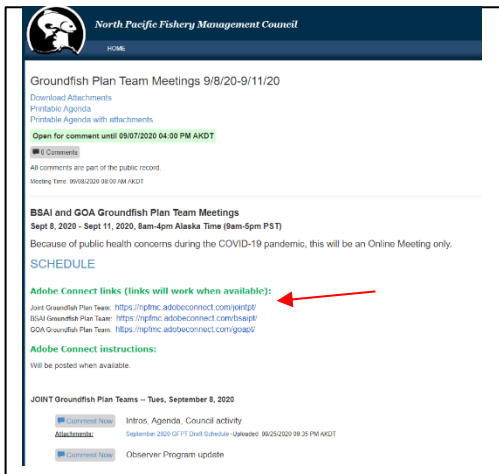 North Pacific Fishery Management Council
HOME
Groundfish Plan Team Meetings 9/8/20-9/11/20
Download Attachments
Printable Agenda
Printable Agenda with attachments
Open for comment until 09/07/2020 04:00 PM AKDT
0 Comments
All comments are part of the public record.
Meeting Time: 09/08/2020 08:00 AM AKDT
BSAI and GOA Groundfish Plan Team Meetings
Sept 8, 2020 - Sept 11, 2020, 8am-4pm Alaska Time (9am-5pm PST)
Because of public health concerns during the COVID-19 pandemic, this will be an Online Meeting only.
SCHEDULE
Adobe Connect links (links will work when available):
Joint Groundfish Plan Team: https://npfmc.adobeconnect.com/jointpt/
BSAI Groundfish Plan Team: https://npfmc.adobeconnect.com/bsaipt/
GOA Groundfish Plan Team: https://npfmc.adobeconnect.com/goapt/
Adobe Connect instructions:
Will be posted when available.
JOINT Groundfish Plan Teams -- Tues, September 8, 2020
Comment Now Intros, Agenda, Council activity
Attachments: September 2020 GFPT Draft Schedule -Uploaded: 08/25/2020 08:35 PM AKDT
Comment Now Observer Program update